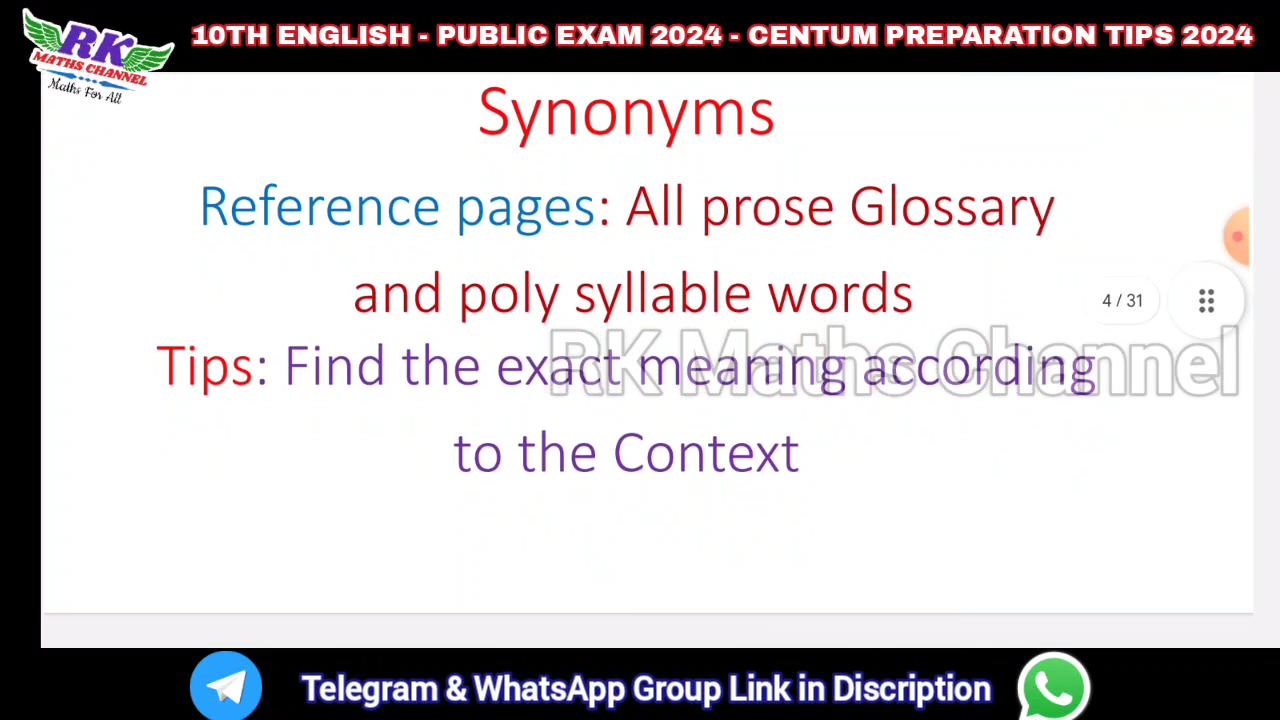 10TH ENGLISH - PUBLIC EXAM 2024 - CENTUM PREPARATION TIPS 2024
RK
MATHS CHANNEL
Maths For All
Synonyms
Reference pages: All prose Glossary
and poly syllable words
4 / 31
Tips: Find the exact meaning according
RK Maths Channel
to the Context
Telegram & WhatsApp Group Link in Discription